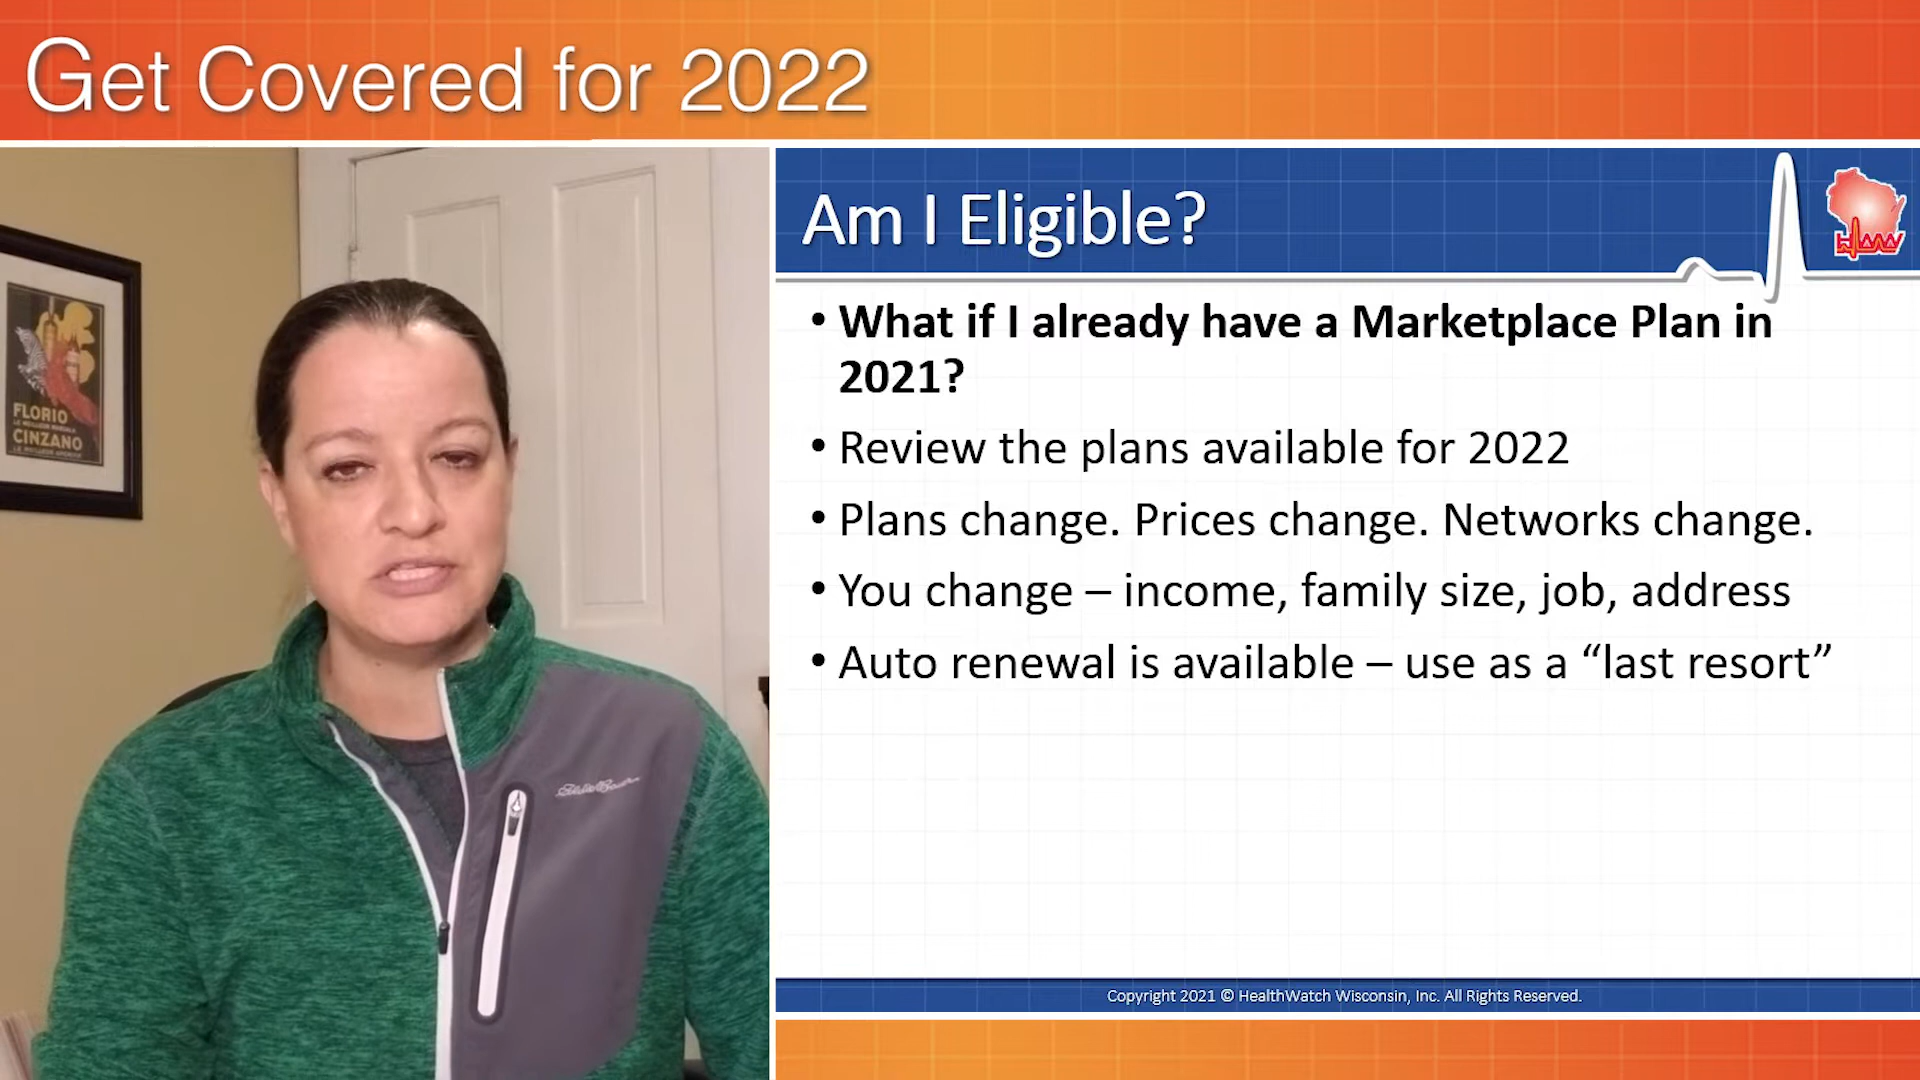 Get Covered for 2022
FLORIO
CINZANO
Eddie Bauer
Am I Eligible?
• What if I already have a Marketplace Plan in
2021?
• Review the plans available for 2022
• Plans change. Prices change. Networks change.
• You change – income, family size, job, address
• Auto renewal is available – use as a “last resort”
Copyright 2021 © HealthWatch Wisconsin, Inc. All Rights Reserved.